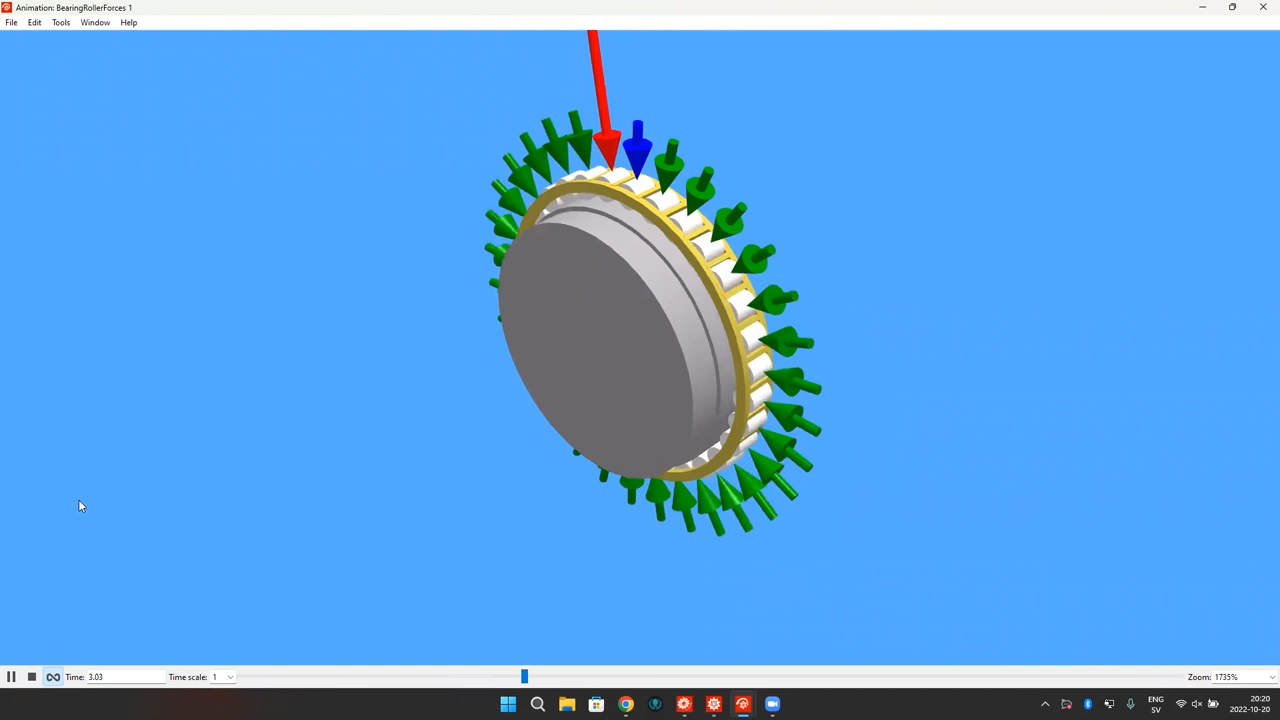 Animation: BearingRollerForces 1
File Edit Tools Window Help
Time: 3.03 Time scale: 1 Zoom: 1735%
ENG
SV
20:20
2022-10-20